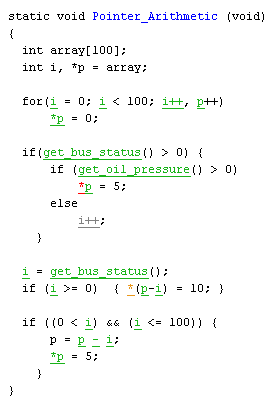 static void Pointer_Arithmetic (void)
{
int array[100];
int i, *p = array;
for(i = 0; i < 100; i++, p++)
*p = 0;
if(get_bus_status() > 0) {
if (get_oil_pressure() > 0)
*p = 5;
else
i++;
}
i = get_bus_status();
if (i >= 0)  { *(p-i) = 10; }
if ((0 < i) && (i <= 100)) {
p = p - i;
*p = 5;
}
}